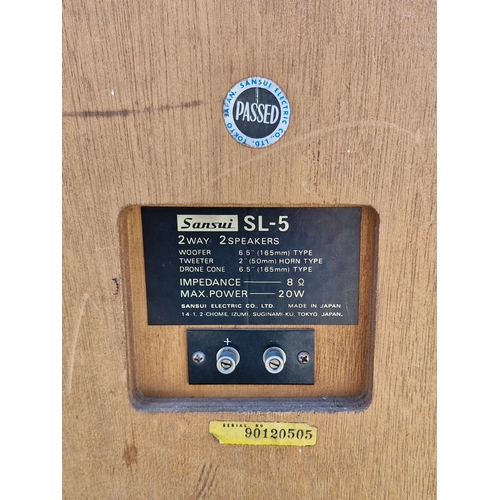 SANSUI ELECTRIC CO., LTD. TOKYO JAPAN.
PASSED
Sansui SL-5
2WAY 2SPEAKERS
WOOFER 6.5" (165mm) TYPE
TWEETER 2" (50mm) HORN TYPE
DRONE CONE 6.5" (165mm) TYPE
IMPEDANCE 8 Ω
MAX. POWER 20W
SANSUI ELECTRIC CO., LTD. MADE IN JAPAN
14-1, 2-CHOME, IZUMI, SUGINAMI-KU, TOKYO, JAPAN.
+
SERIAL NO.
90120505